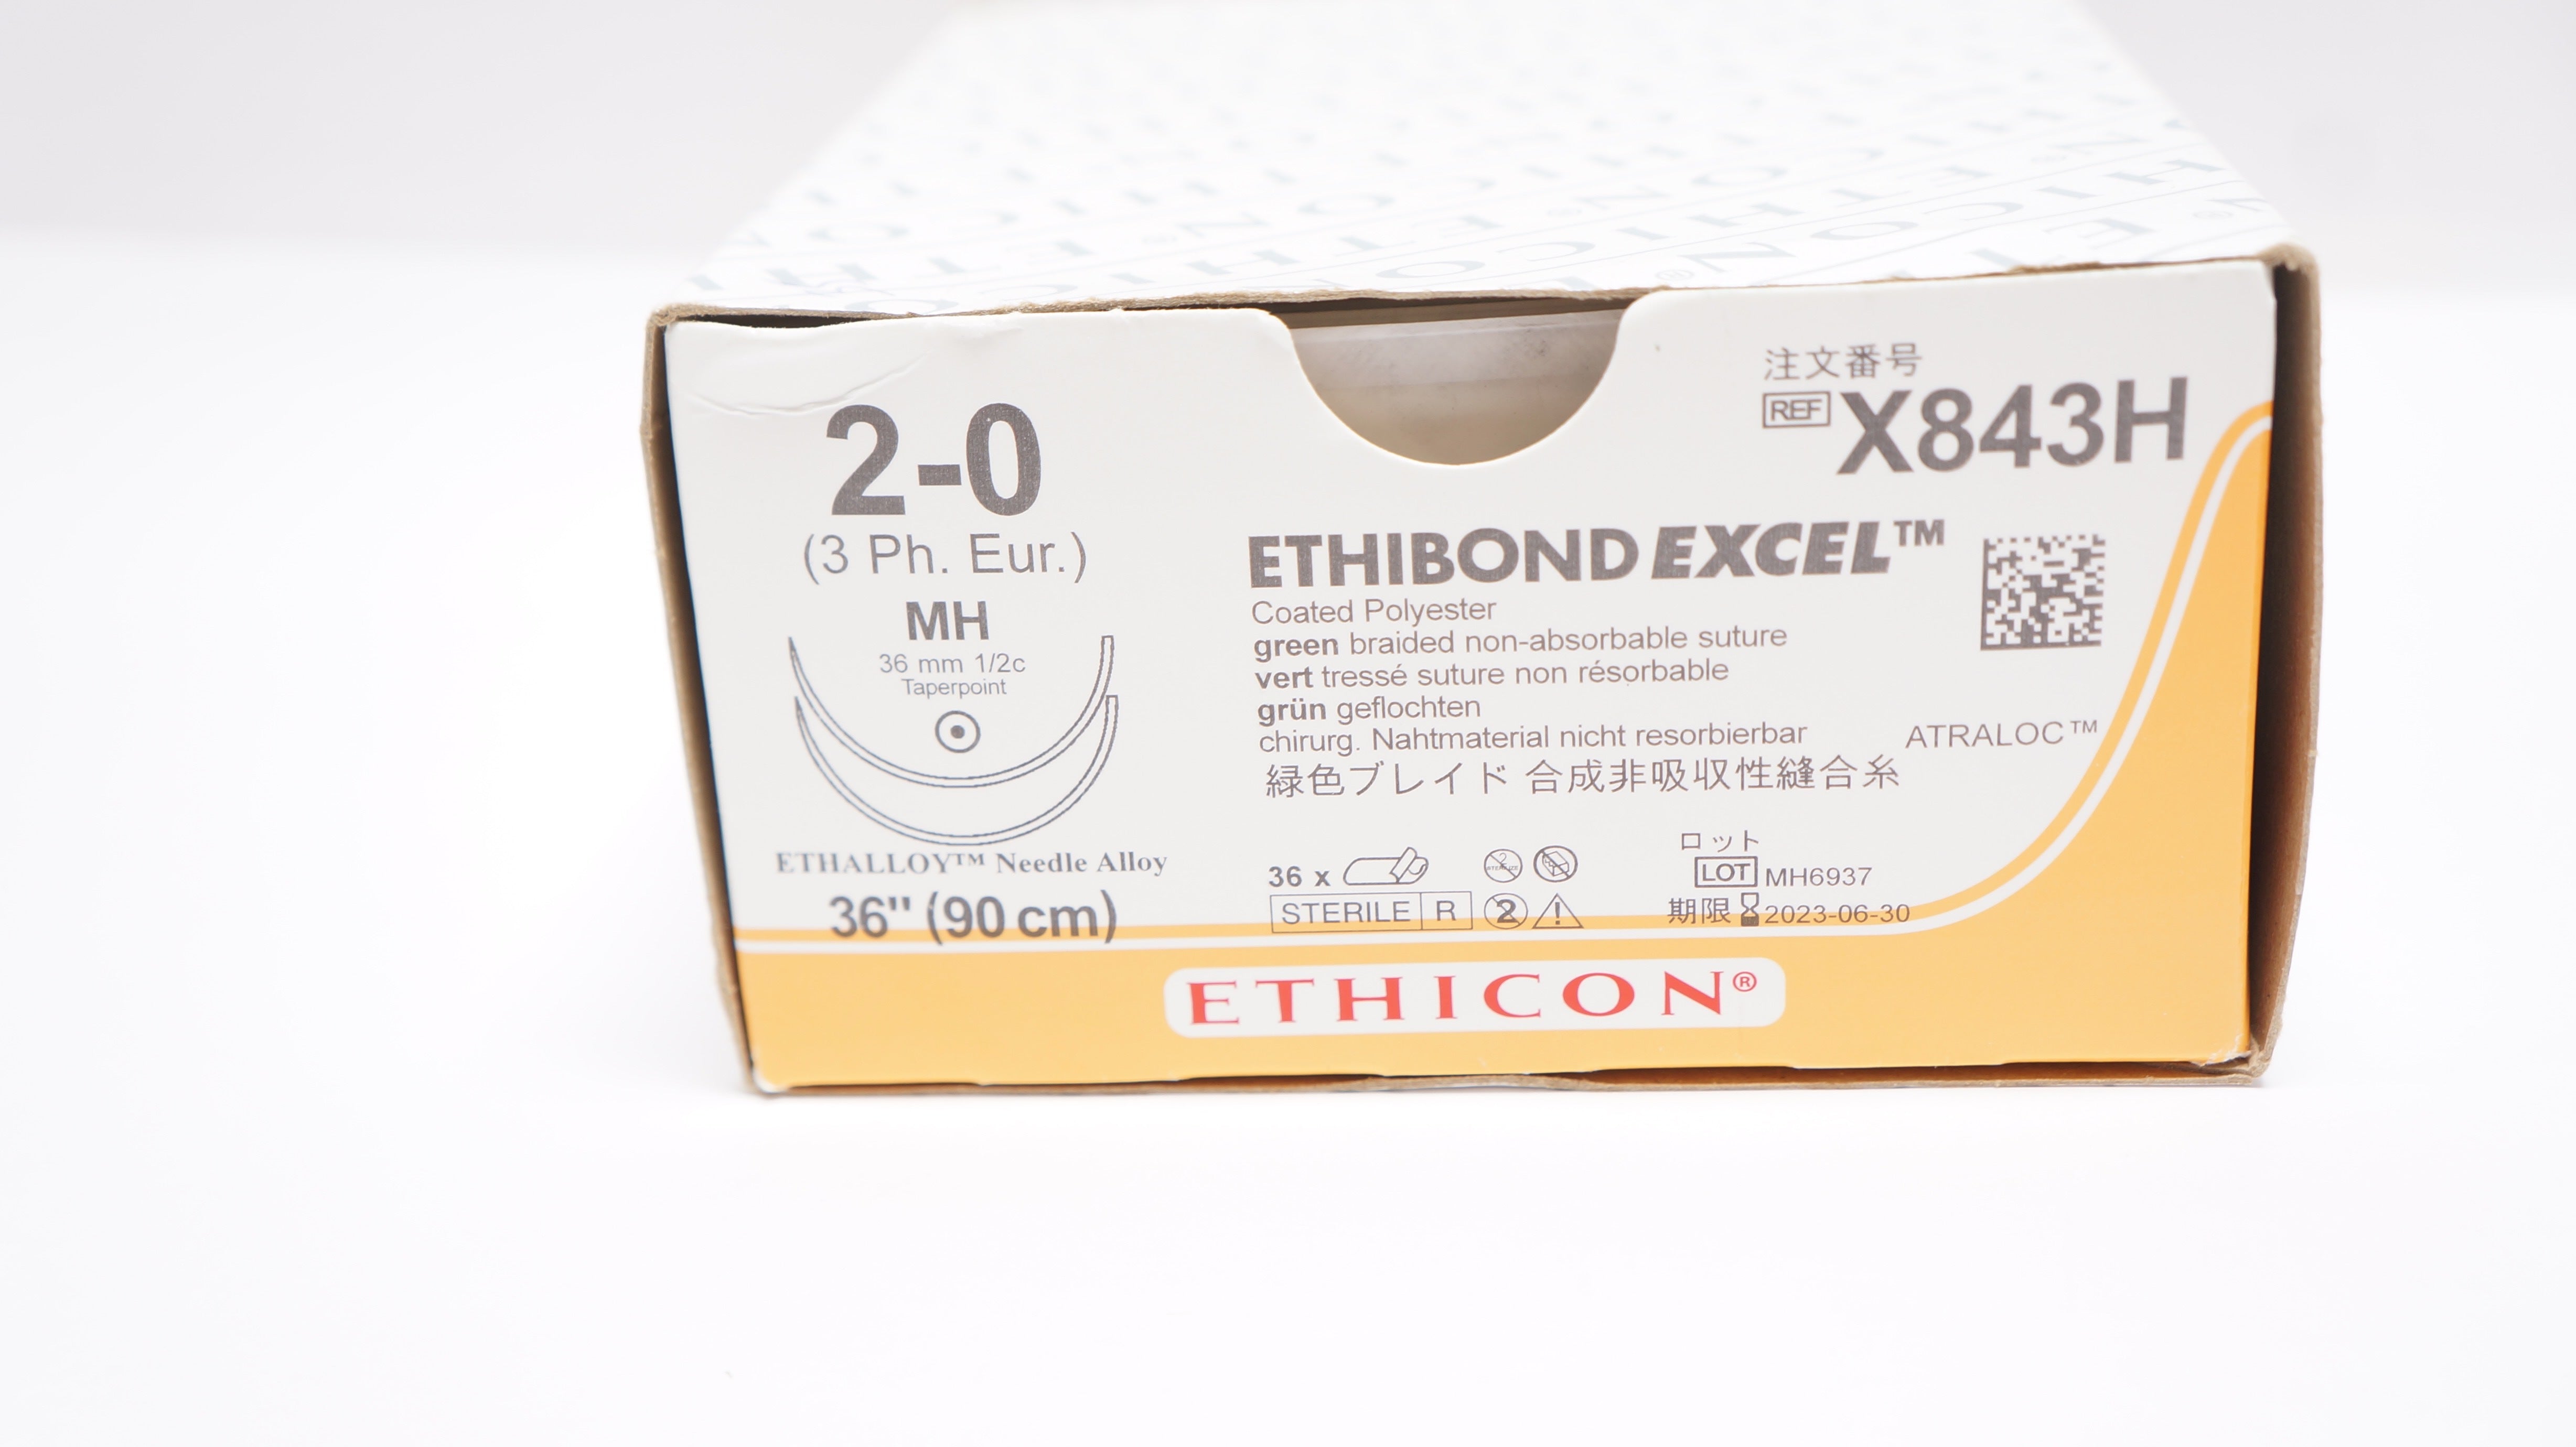 2-0
(3 Ph. Eur.)
MH
36 mm 1/2c
Taperpoint
ETHALLOY™ Needle Alloy
36" (90 cm)
注文番号
REF X843H
ETHIBOND EXCEL™
Coated Polyester
green braided non-absorbable suture
vert tressé suture non résorbable
grün geflochten
chirurg. Nahtmaterial nicht resorbierbar
ATRALOC™
緑色ブレイド 合成非吸収性縫合糸
36 x
STERILE R
2
ロット
LOT MH6937
期限 2023-06-30
ETHICON®